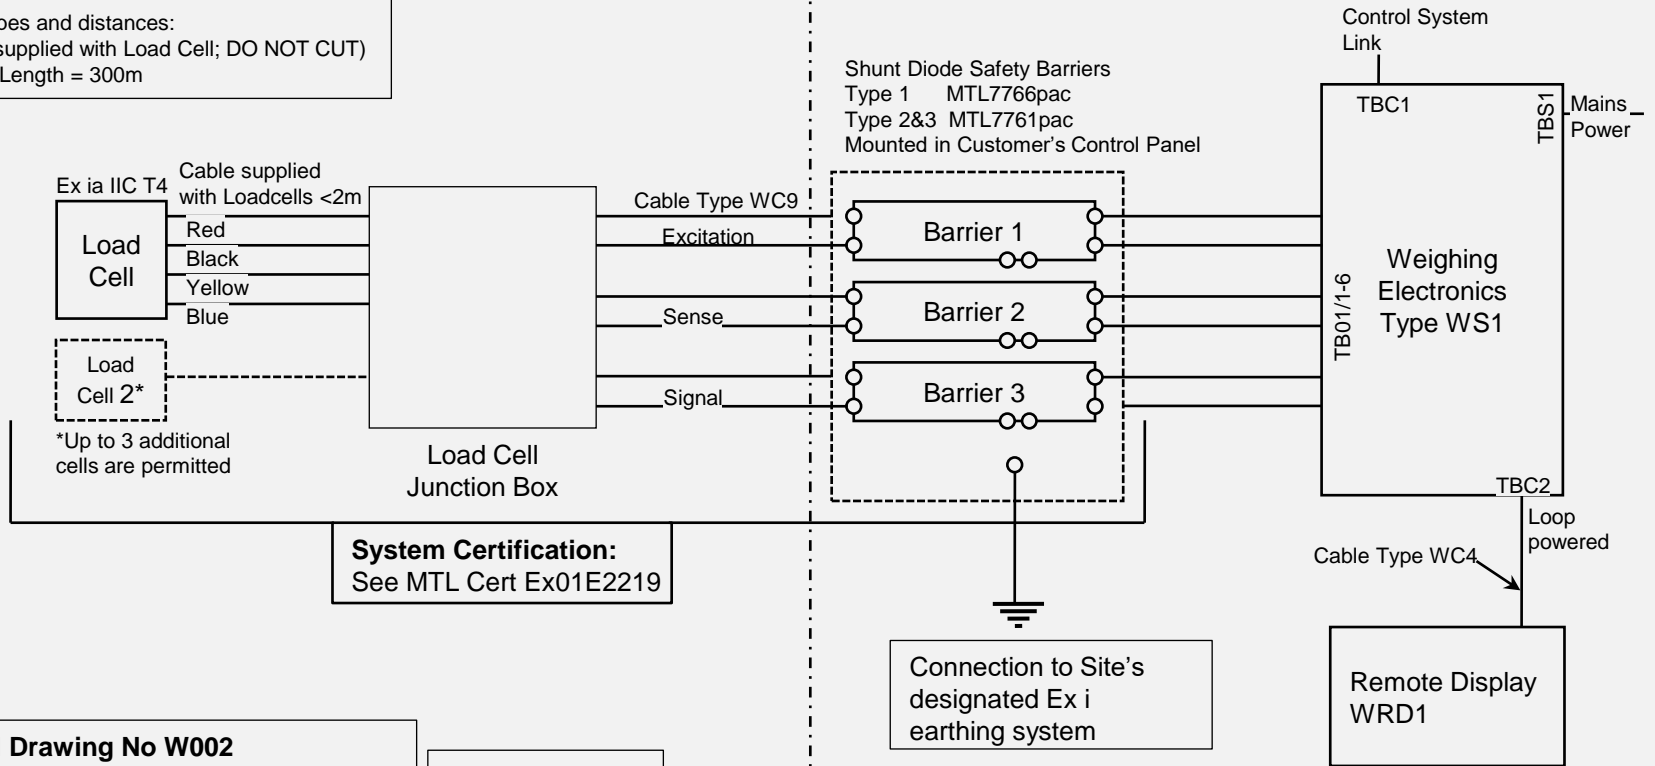 oes and distances:
supplied with Load Cell; DO NOT CUT)
Length = 300m
Control System
Link
Shunt Diode Safety Barriers
Type 1 MTL7766pac
Type 2&3 MTL7761pac
Mounted in Customer's Control Panel
TBC1
TBS1
Mains
Power
Ex ia IIC T4
Cable supplied
with Loadcells <2m
Load
Cell
Red
Black
Yellow
Blue
Cable Type WC9
Excitation
Sense
Signal
Barrier 1
Barrier 2
Barrier 3
TB01/1-6
Weighing
Electronics
Type WS1
Load
Cell 2*
*Up to 3 additional
cells are permitted
Load Cell
Junction Box
TBC2
Loop
powered
Cable Type WC4
System Certification:
See MTL Cert Ex01E2219
Connection to Site's
designated Ex i
earthing system
Remote Display
WRD1
Drawing No W002